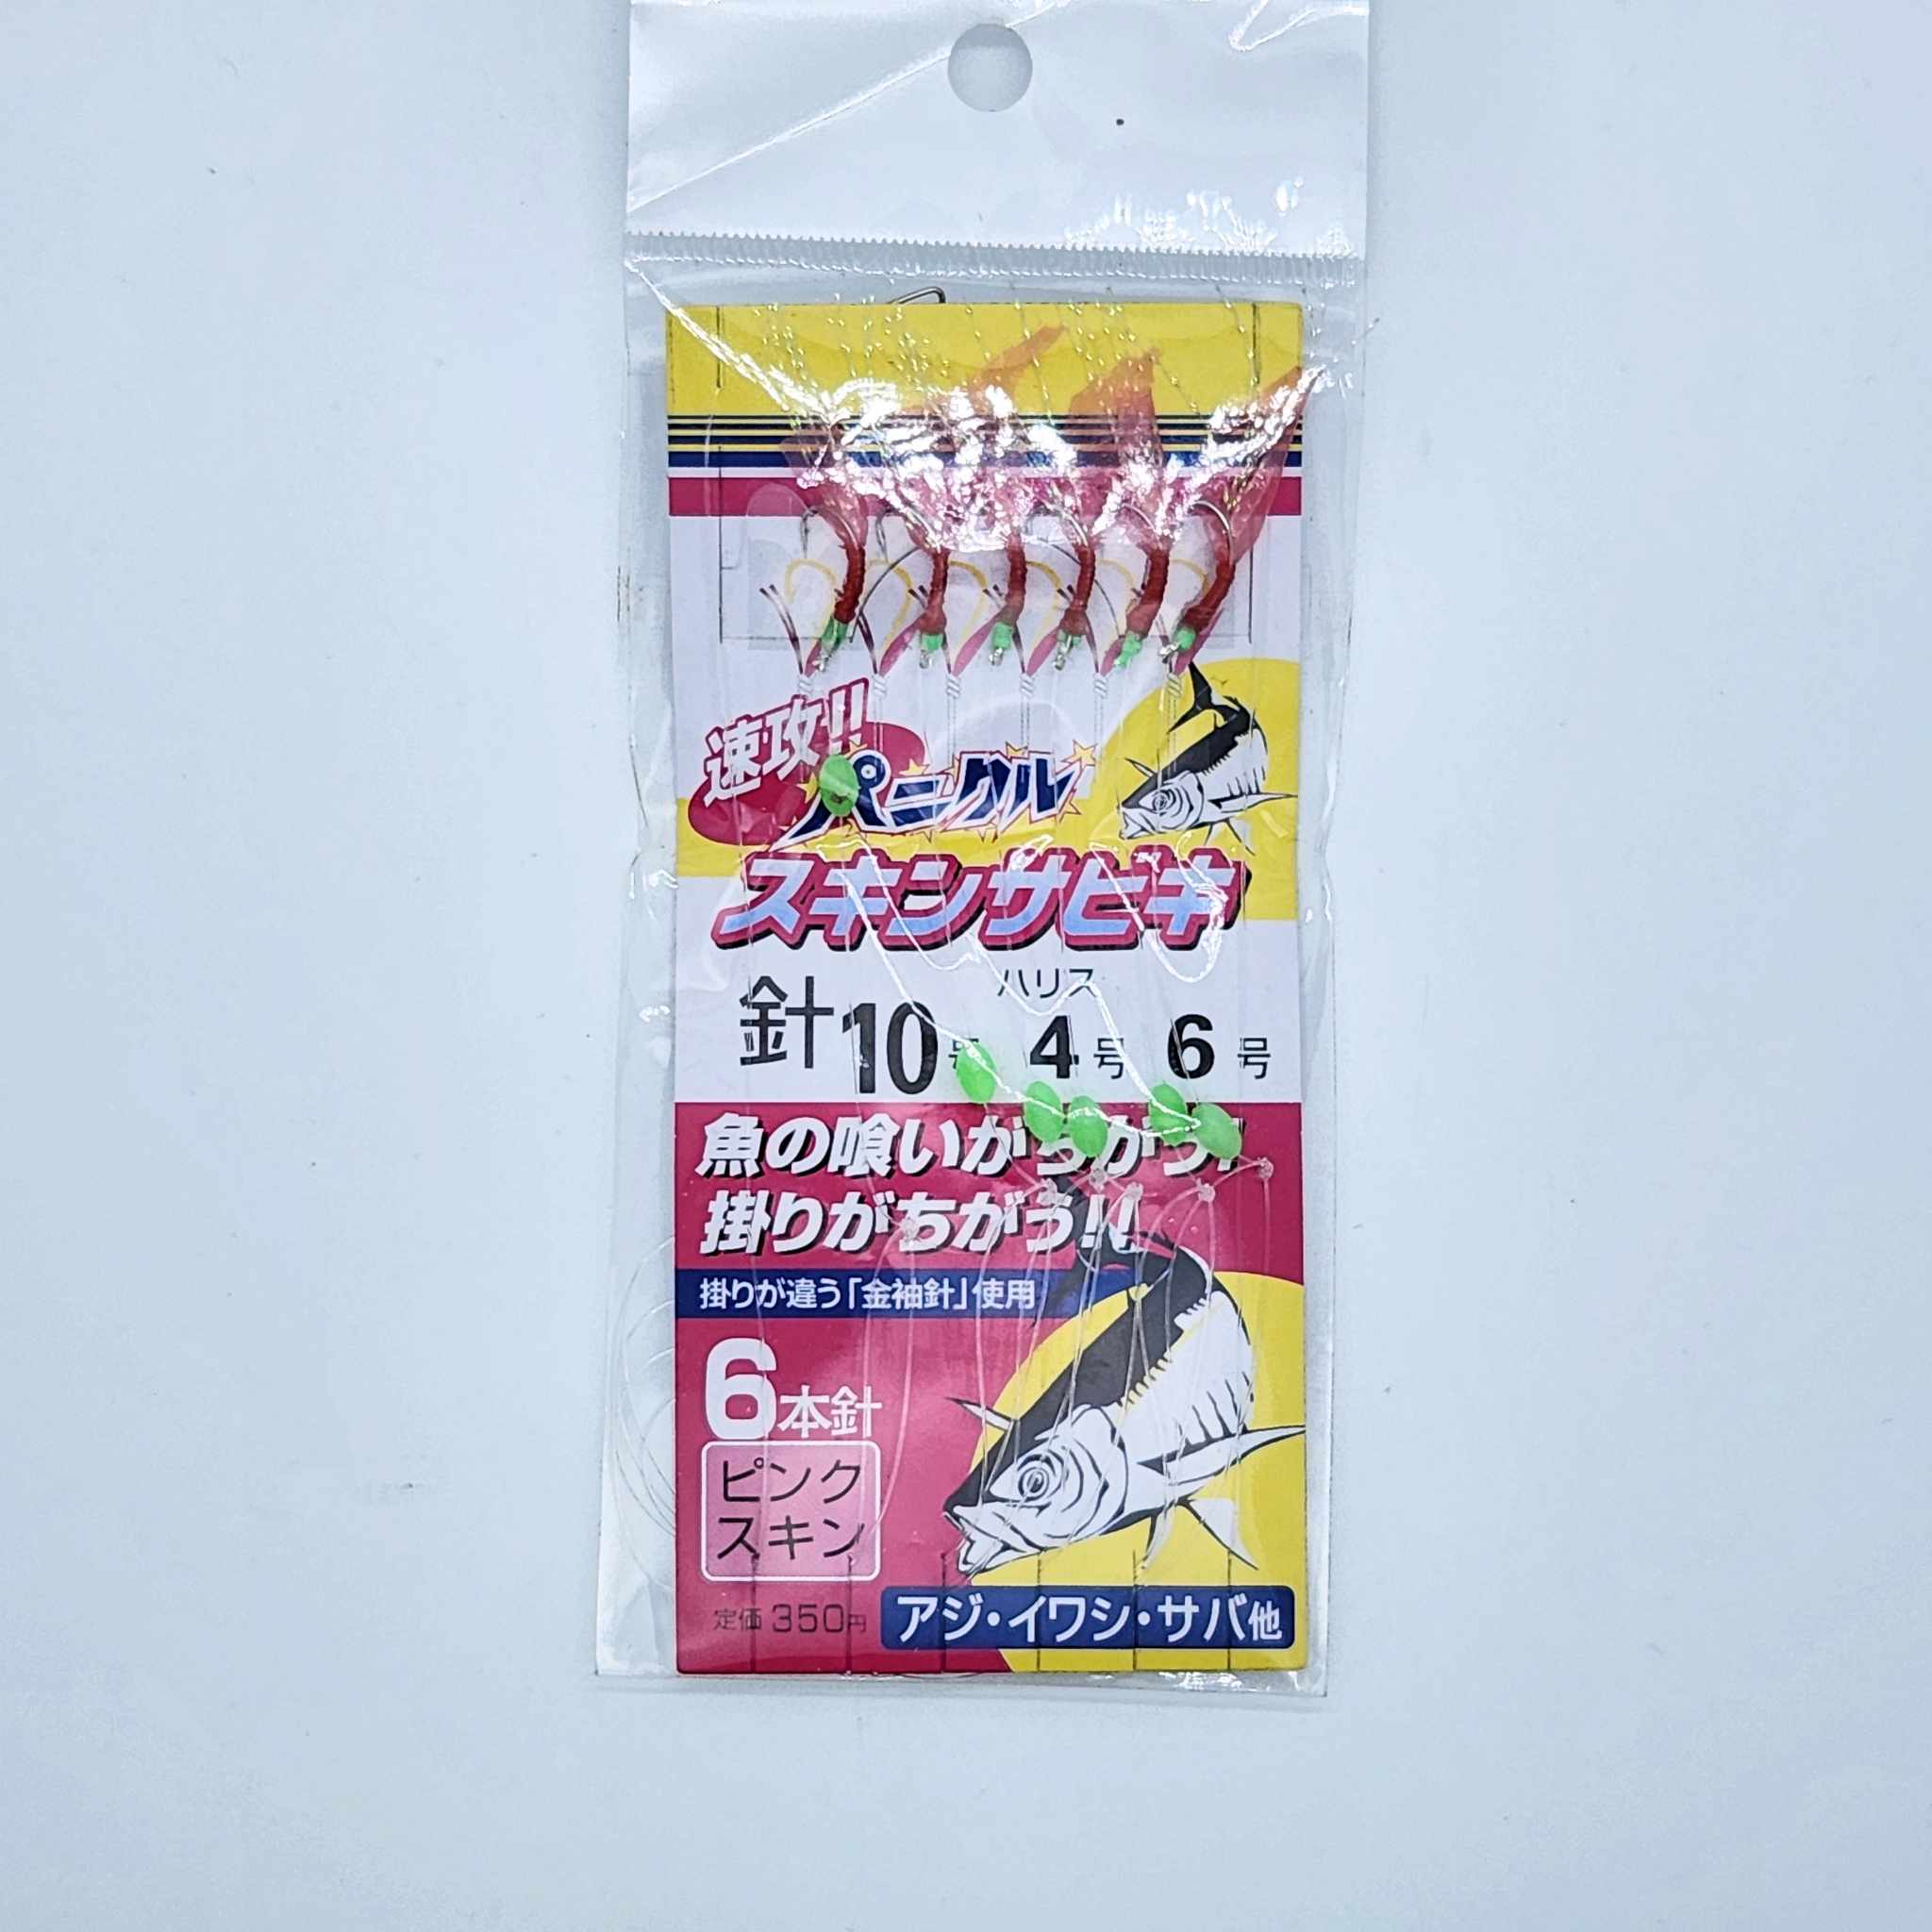 速攻!!
パニクル
スキンサビキ
ハリス
針10号 4号 6号
魚の喰いがちがう!
掛りがちがう!!
掛りが違う「金袖針」使用
6本針
ピンク
スキン
定価 350円
アジ・イワシ・サバ他